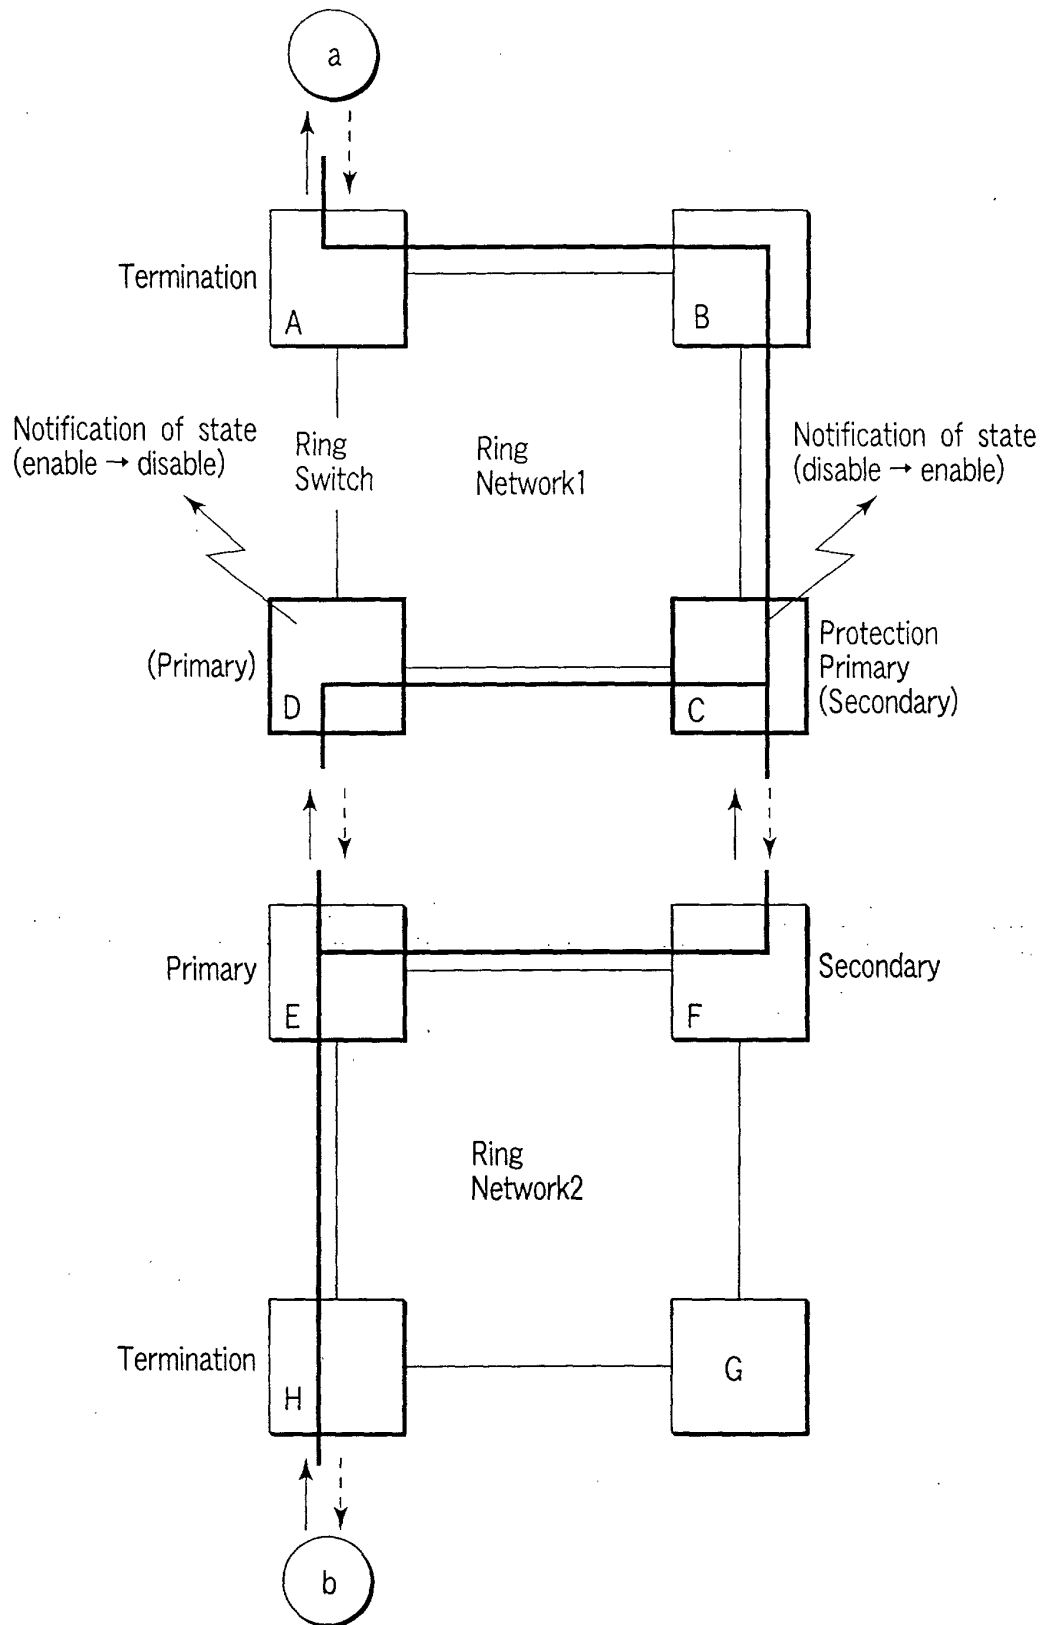 a
Termination
A
B
Notification of state
(enable → disable)
Ring
Switch
Ring
Network1
Notification of state
(disable → enable)
(Primary)
D
C
Protection
Primary
(Secondary)
Primary
E
F
Secondary
Ring
Network2
Termination
H
G
b